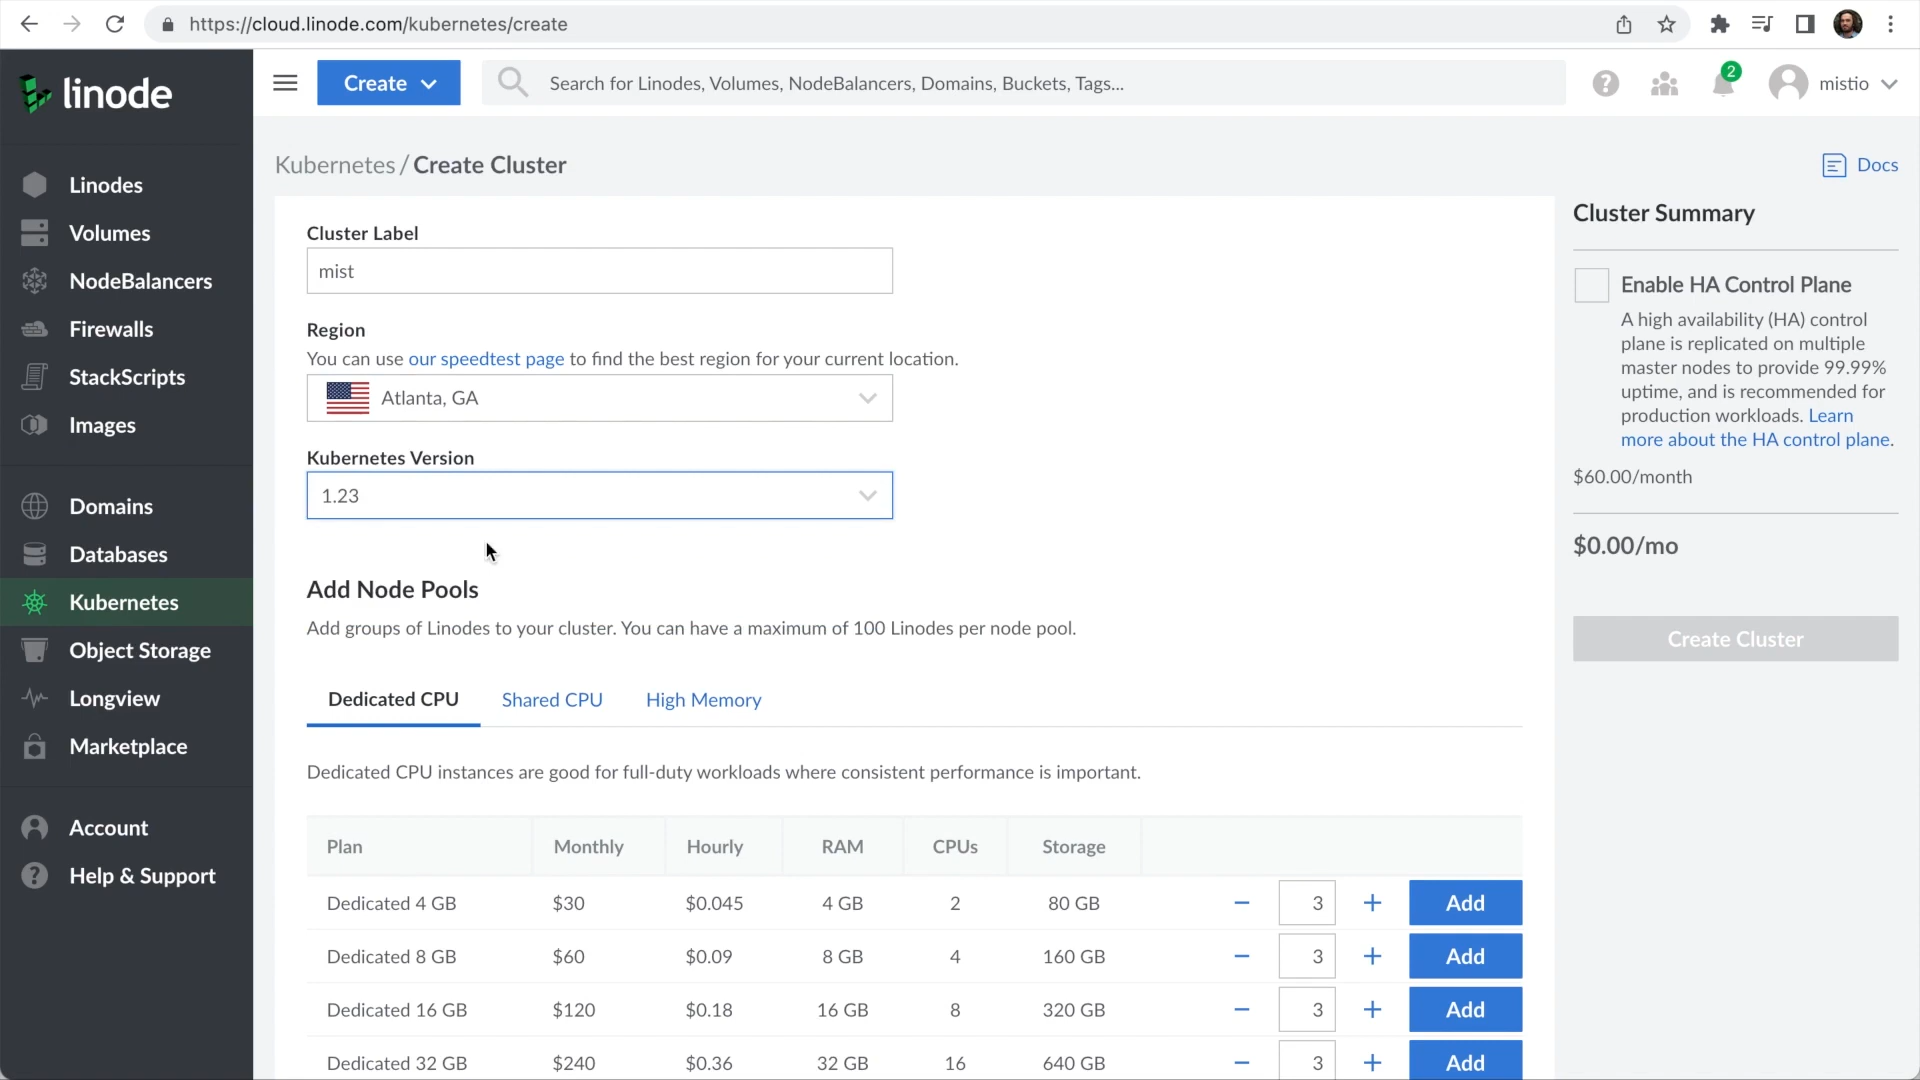 https://cloud.linode.com/kubernetes/create
linode
Create
Search for Linodes, Volumes, NodeBalancers, Domains, Buckets, Tags...
?
2
mistio
Linodes
Volumes
NodeBalancers
Firewalls
StackScripts
Images
Domains
Databases
Kubernetes
Object Storage
Longview
Marketplace
Account
? Help & Support
Kubernetes / Create Cluster
Docs
Cluster Label
mist
Region
You can use our speedtest page to find the best region for your current location.
Atlanta, GA
Kubernetes Version
1.23
Add Node Pools
Add groups of Linodes to your cluster. You can have a maximum of 100 Linodes per node pool.
Dedicated CPU Shared CPU High Memory
Dedicated CPU instances are good for full-duty workloads where consistent performance is important.
Plan Monthly Hourly RAM CPUs Storage
Dedicated 4 GB $30 $0.045 4 GB 2 80 GB − 3 + Add
Dedicated 8 GB $60 $0.09 8 GB 4 160 GB − 3 + Add
Dedicated 16 GB $120 $0.18 16 GB 8 320 GB − 3 + Add
Dedicated 32 GB $240 $0.36 32 GB 16 640 GB − 3 + Add
Cluster Summary
Enable HA Control Plane
A high availability (HA) control
plane is replicated on multiple
master nodes to provide 99.99%
uptime, and is recommended for
production workloads. Learn
more about the HA control plane.
$60.00/month
$0.00/mo
Create Cluster